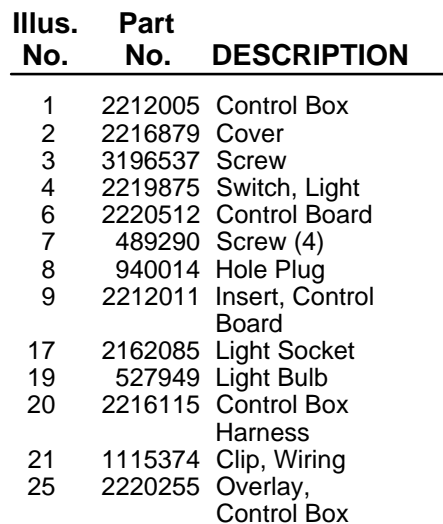 Illus. Part
No. No. DESCRIPTION
1 2212005 Control Box
2 2216879 Cover
3 3196537 Screw
4 2219875 Switch, Light
6 2220512 Control Board
7 489290 Screw (4)
8 940014 Hole Plug
9 2212011 Insert, Control
Board
17 2162085 Light Socket
19 527949 Light Bulb
20 2216115 Control Box
Harness
21 1115374 Clip, Wiring
25 2220255 Overlay,
Control Box